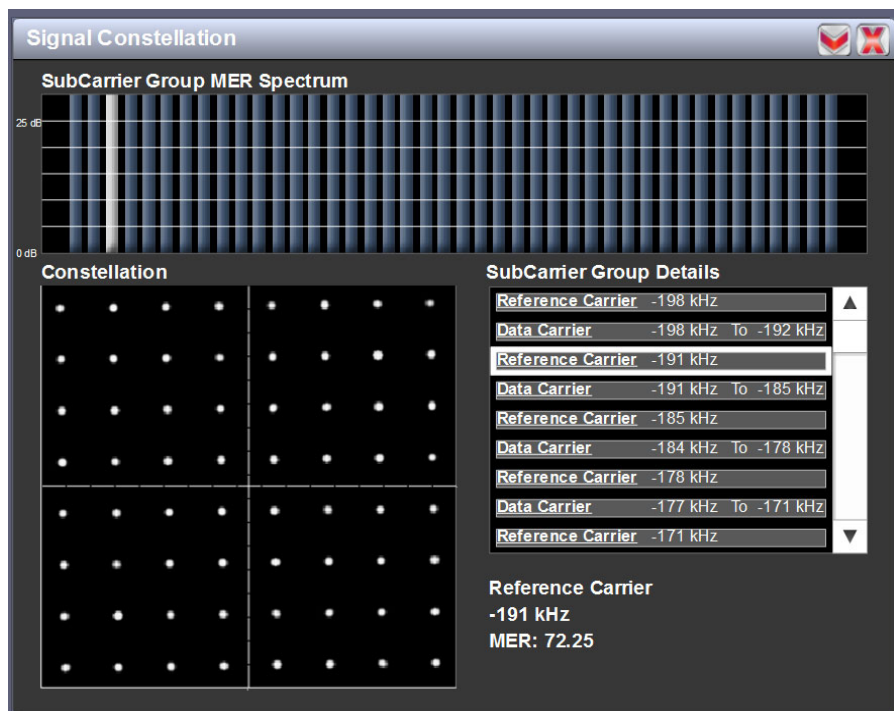 Signal Constellation
SubCarrier Group MER Spectrum
25 dB
0 dB
Constellation
SubCarrier Group Details
Reference Carrier -198 kHz
Data Carrier -198 kHz To -192 kHz
Reference Carrier -191 kHz
Data Carrier -191 kHz To -185 kHz
Reference Carrier -185 kHz
Data Carrier -184 kHz To -178 kHz
Reference Carrier -178 kHz
Data Carrier -177 kHz To -171 kHz
Reference Carrier -171 kHz
Reference Carrier
-191 kHz
MER: 72.25